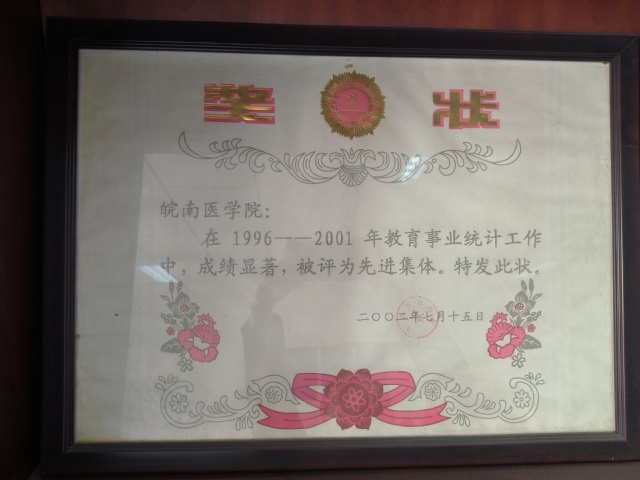 奖 状
皖南医学院：
在 1996——2001 年教育事业统计工作
中，成绩显著，被评为先进集体。特发此状。
二〇〇二年七月十五日